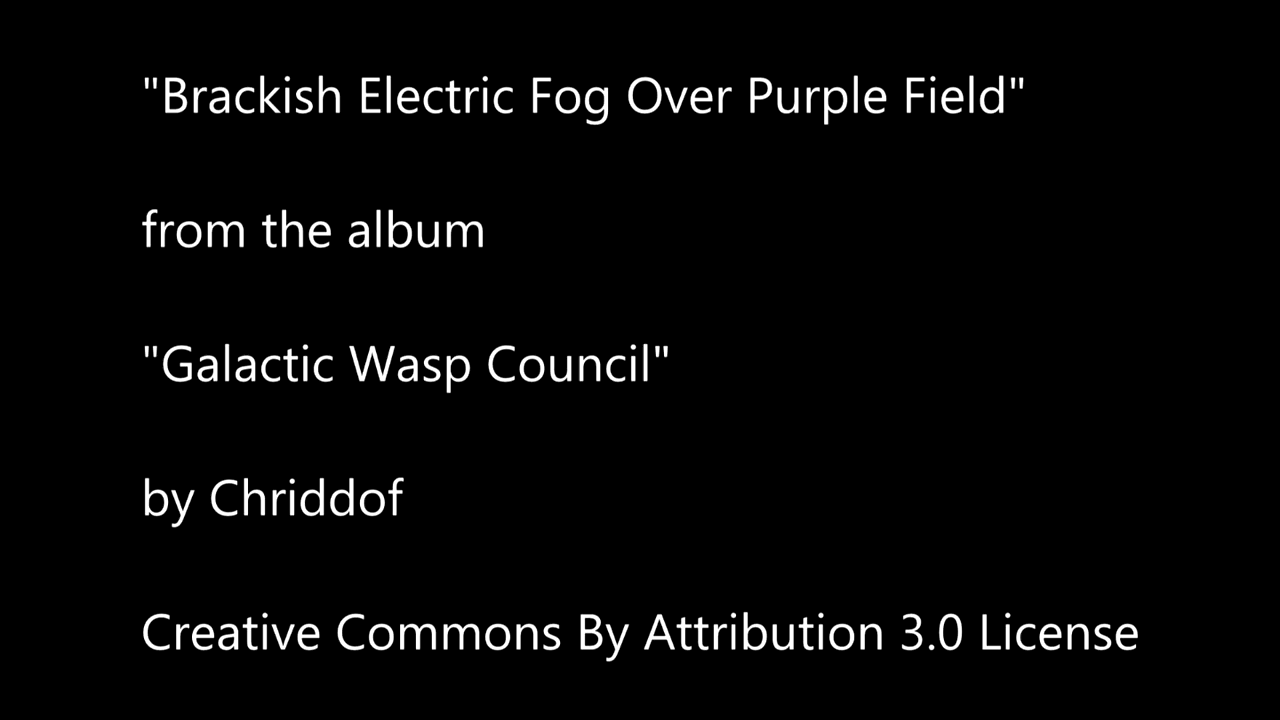 "Brackish Electric Fog Over Purple Field"
from the album
"Galactic Wasp Council"
by Chriddof
Creative Commons By Attribution 3.0 License